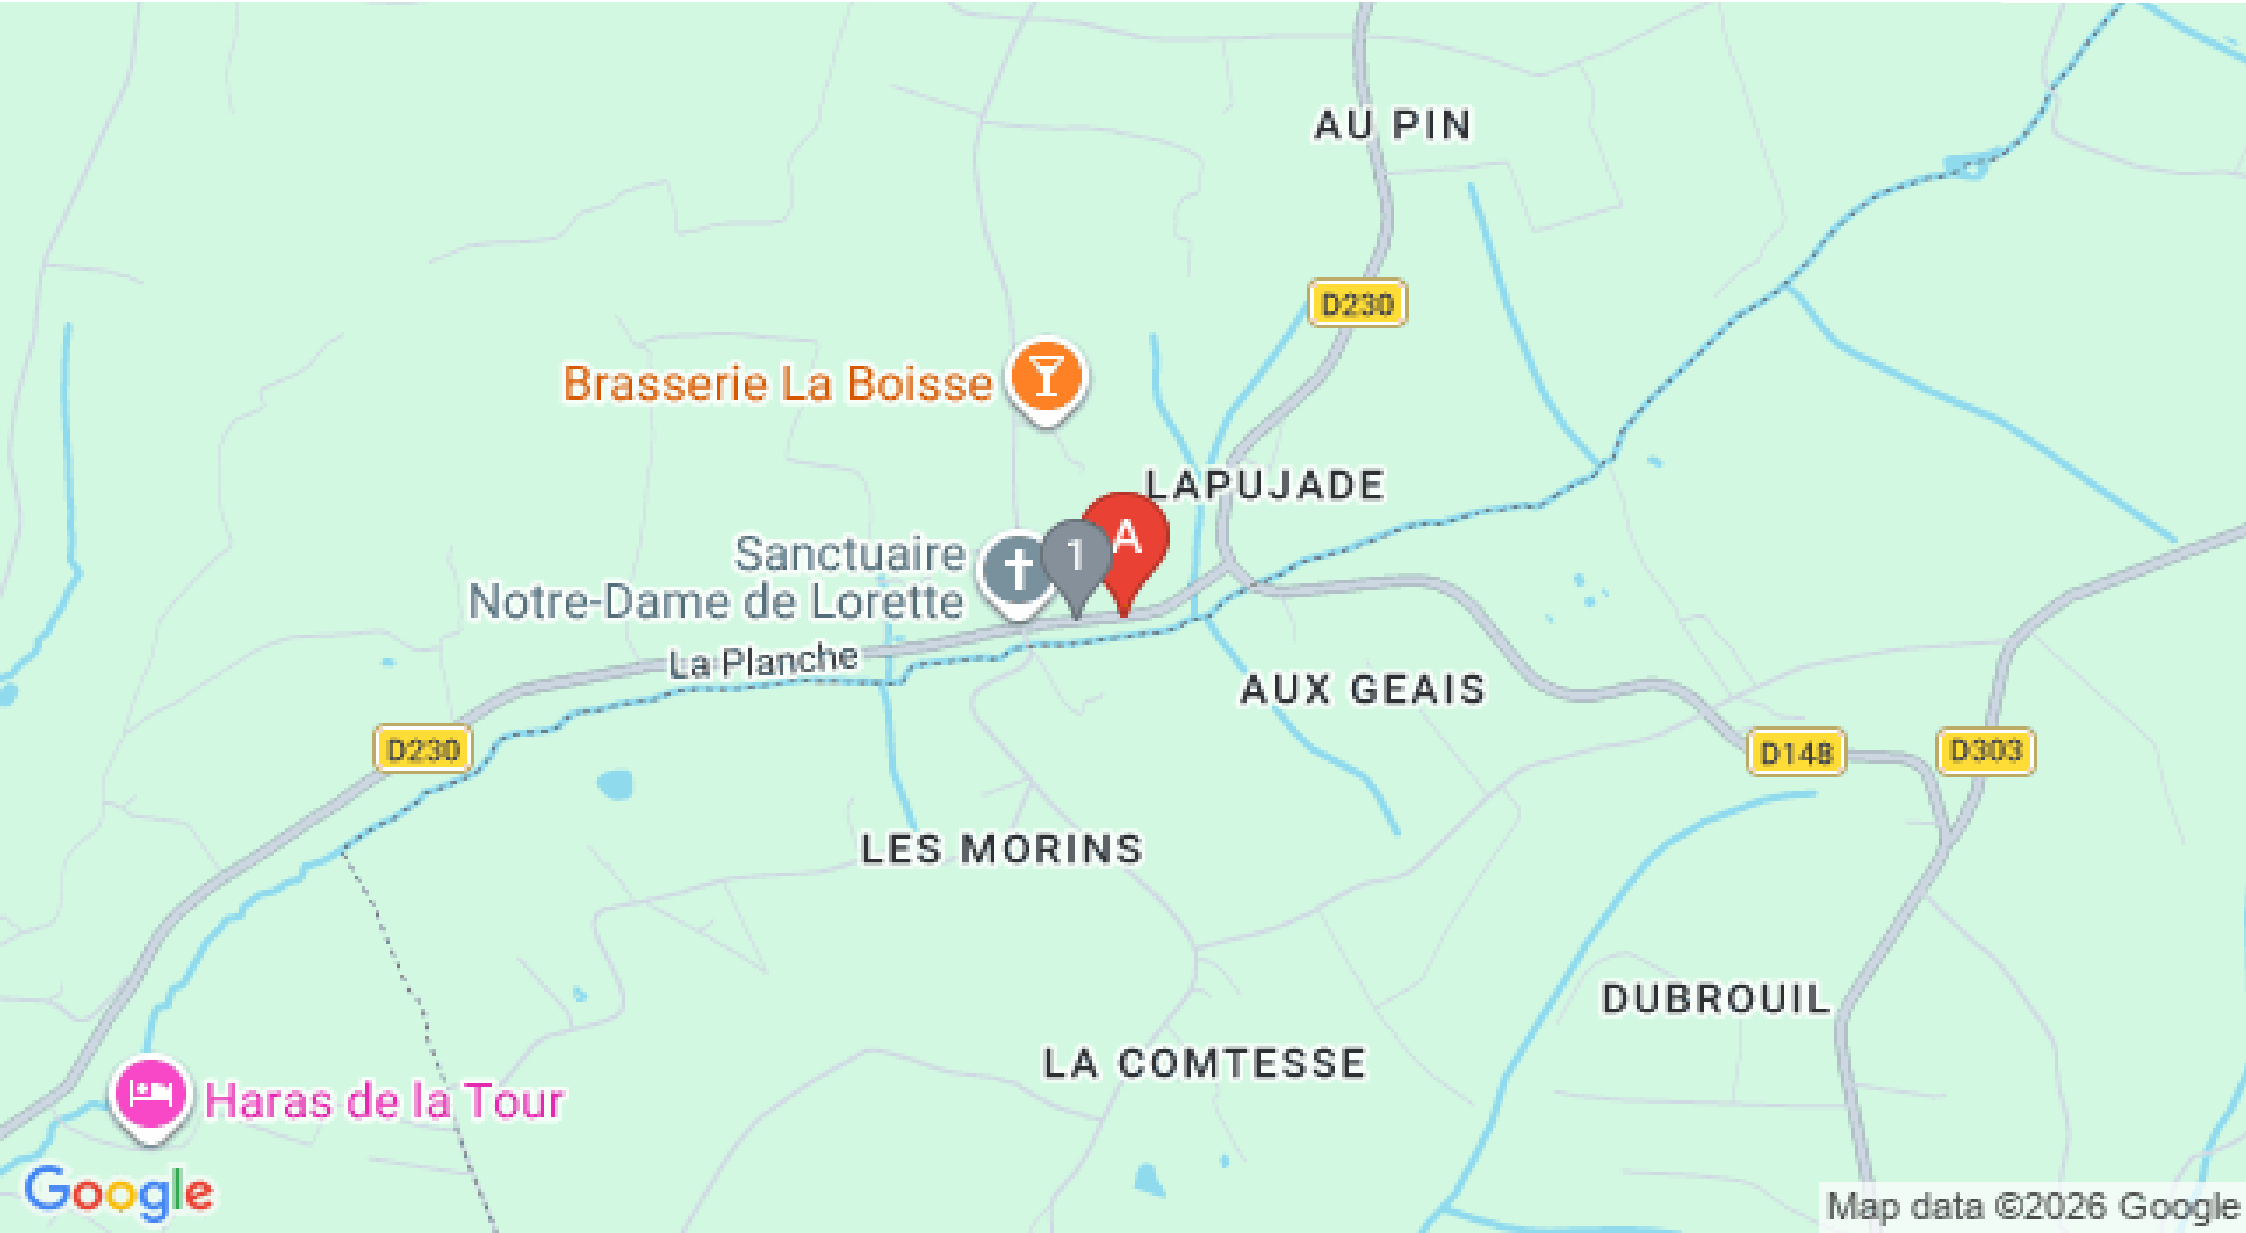 AU PIN
D230
Brasserie La Boisse
LAPUJADE
A
1
Sanctuaire
Notre-Dame de Lorette
La Planche
AUX GEAIS
D230
D148
D303
LES MORINS
DUBROUIL
LA COMTESSE
Haras de la Tour
Google
Map data ©2026 Google